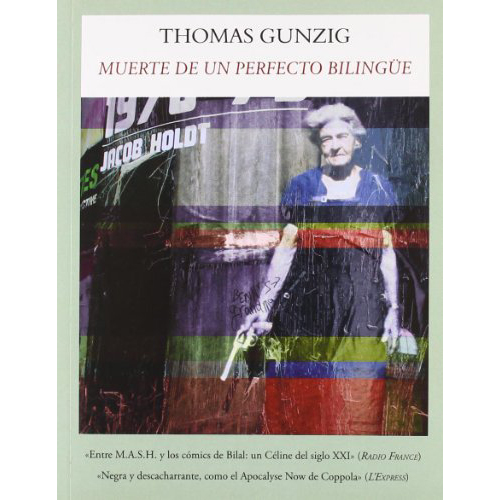 THOMAS GUNZIG
MUERTE DE UN PERFECTO BILINGÜE
1970
JACOB HOLDT
«Entre M.A.S.H. y los cómics de Bilal: un Céline del siglo XXI» (RADIO FRANCE)
«Negra y descacharrante, como el Apocalyse Now de Coppola» (L'EXPRESS)